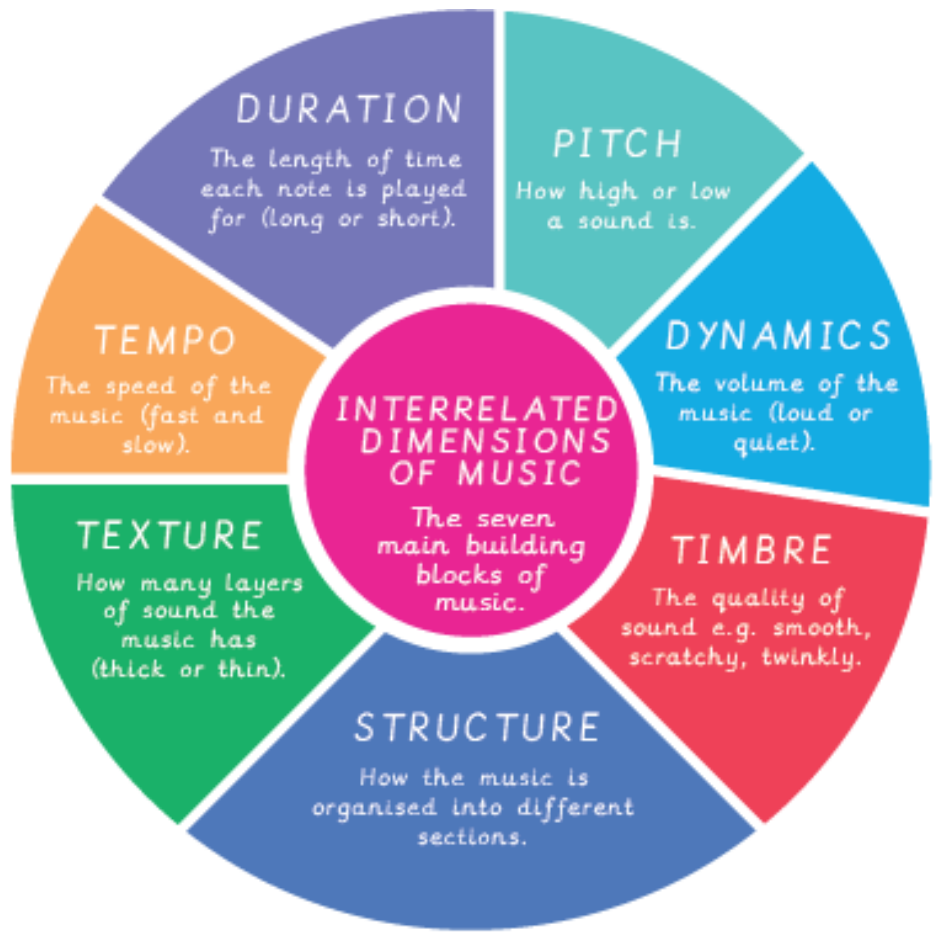 DURATION
The length of time
each note is played
for (long or short).
PITCH
How high or low
a sound is.
DYNAMICS
The volume of the
music (loud or
quiet).
TIMBRE
The quality of
sound e.g. smooth,
scratchy, twinkly.
STRUCTURE
How the music is
organised into different
sections.
TEXTURE
How many layers
of sound the
music has
(thick or thin).
TEMPO
The speed of the
music (fast and
slow).
INTERRELATED
DIMENSIONS
OF MUSIC
The seven
main building
blocks of
music.